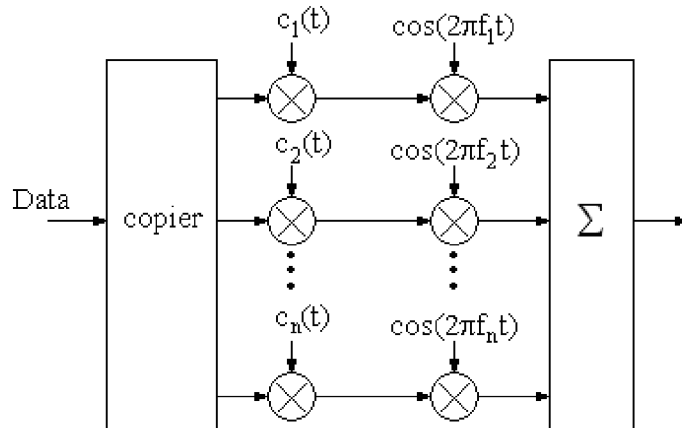 c₁(t) cos(2πf₁t)
c₂(t) cos(2πf₂t)
Data
copier
Σ
cₙ(t) cos(2πfₙt)